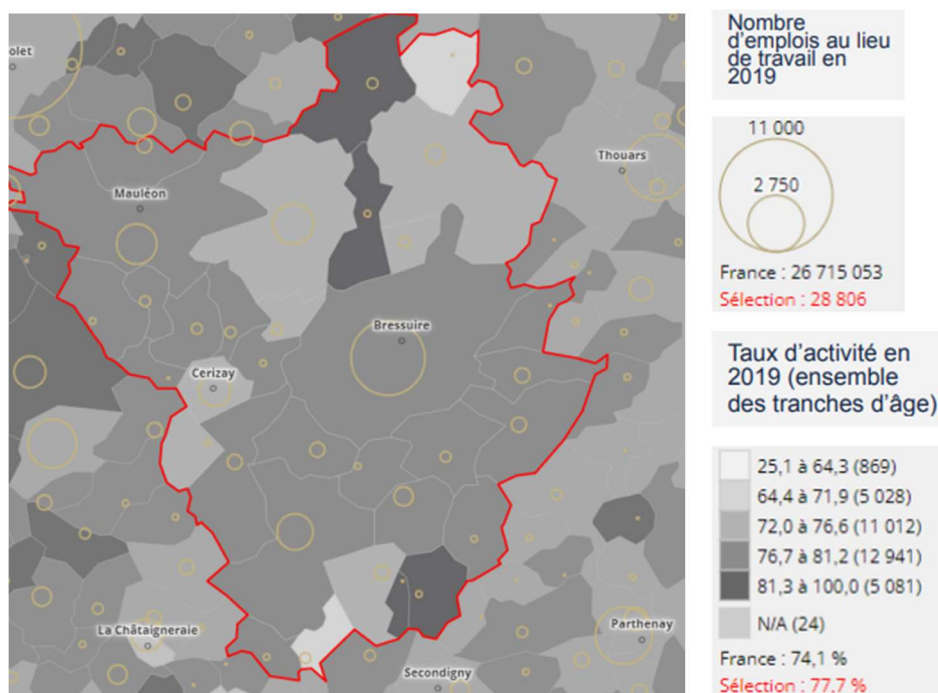 olet
Mauléon
Thouars
Bressuire
Cerizay
La Châtaigneraie
Parthenay
Secondigny
Nombre
d'emplois au lieu
de travail en
2019
11 000
2 750
France : 26 715 053
Sélection : 28 806
Taux d'activité en
2019 (ensemble
des tranches d'âge)
25,1 à 64,3 (869)
64,4 à 71,9 (5 028)
72,0 à 76,6 (11 012)
76,7 à 81,2 (12 941)
81,3 à 100,0 (5 081)
N/A (24)
France : 74,1 %
Sélection : 77,7 %